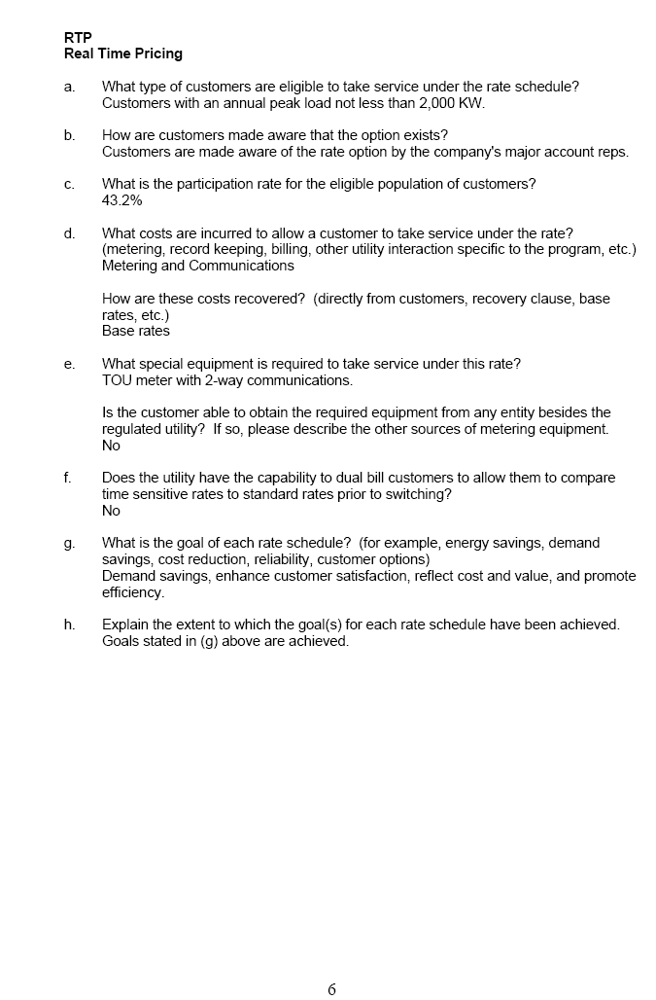 RTP
Real Time Pricing
a. What type of customers are eligible to take service under the rate schedule?
Customers with an annual peak load not less than 2,000 KW.
b. How are customers made aware that the option exists?
Customers are made aware of the rate option by the company's major account reps.
c. What is the participation rate for the eligible population of customers?
43.2%
d. What costs are incurred to allow a customer to take service under the rate?
(metering, record keeping, billing, other utility interaction specific to the program, etc.)
Metering and Communications
How are these costs recovered? (directly from customers, recovery clause, base
rates, etc.)
Base rates
e. What special equipment is required to take service under this rate?
TOU meter with 2-way communications.
Is the customer able to obtain the required equipment from any entity besides the
regulated utility? If so, please describe the other sources of metering equipment.
No
f. Does the utility have the capability to dual bill customers to allow them to compare
time sensitive rates to standard rates prior to switching?
No
g. What is the goal of each rate schedule? (for example, energy savings, demand
savings, cost reduction, reliability, customer options)
Demand savings, enhance customer satisfaction, reflect cost and value, and promote
efficiency.
h. Explain the extent to which the goal(s) for each rate schedule have been achieved.
Goals stated in (g) above are achieved.
6